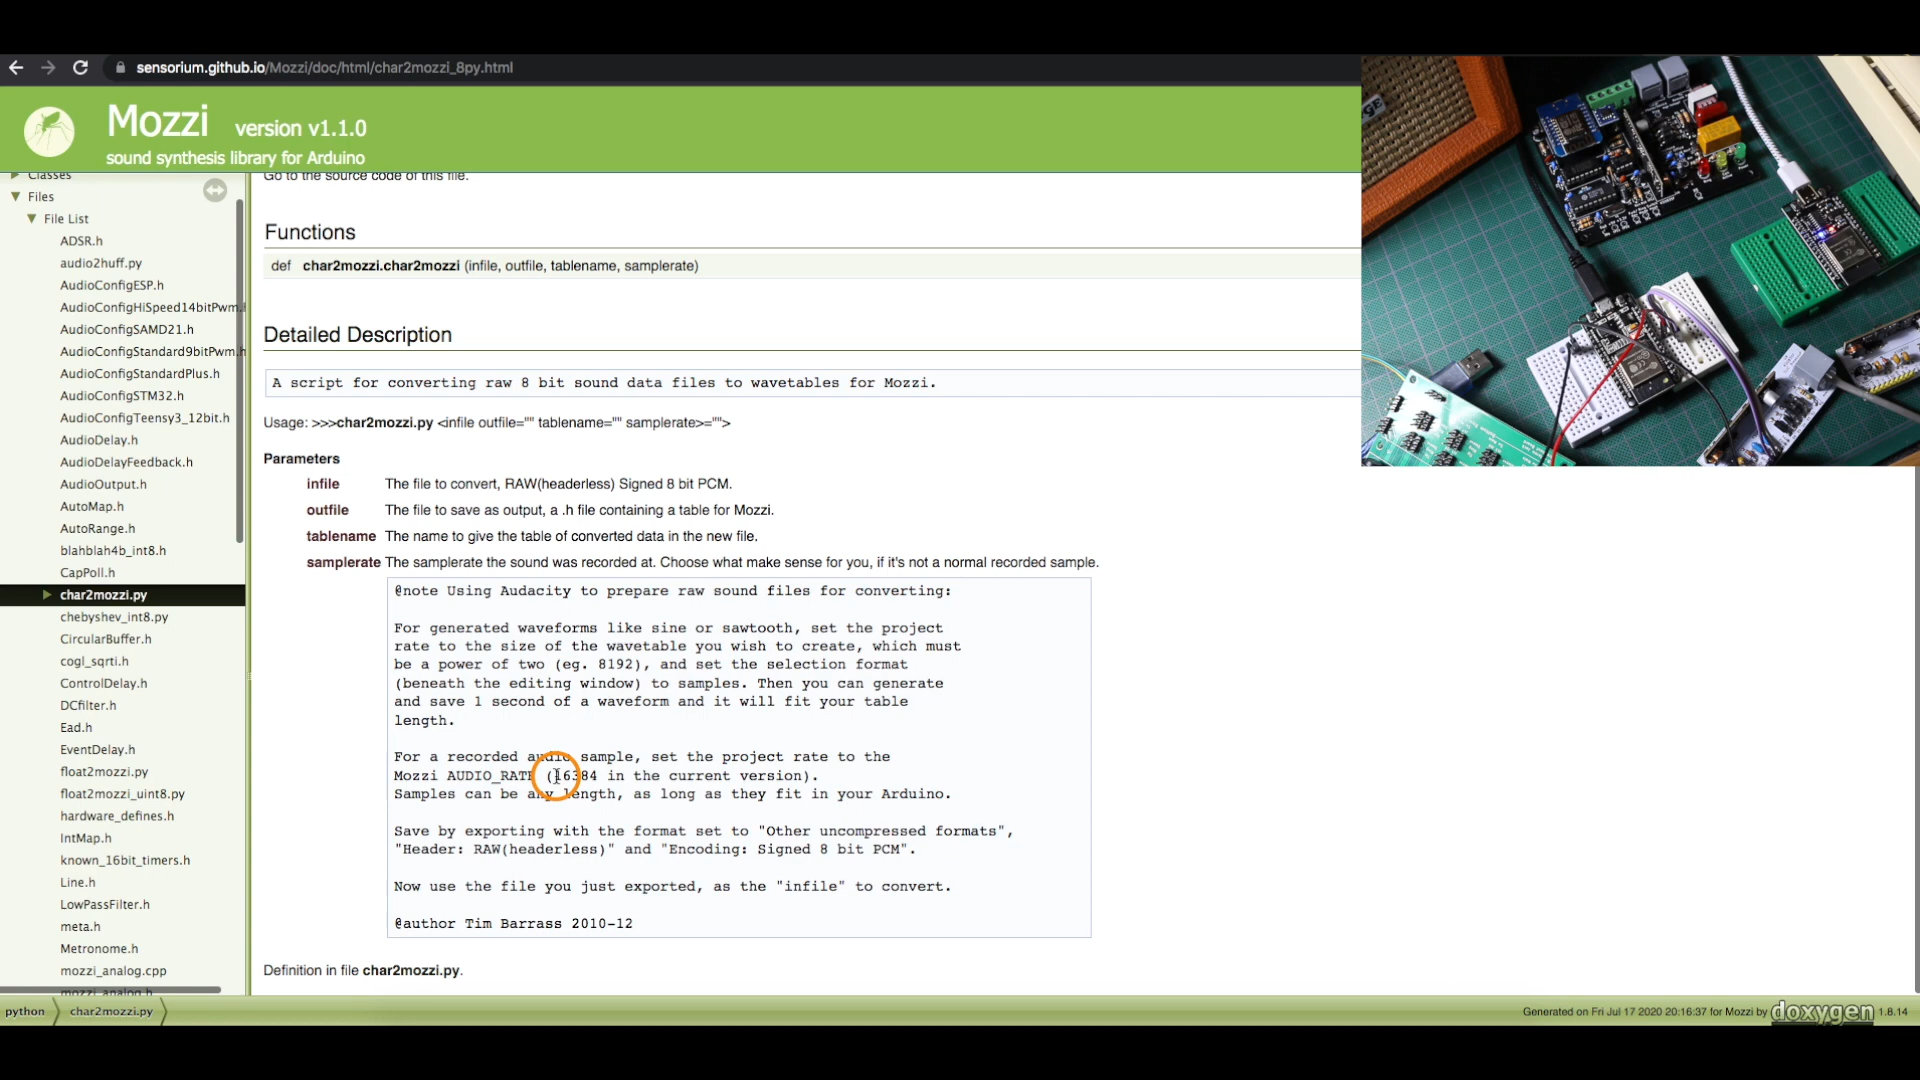 sensorium.github.io/Mozzi/doc/html/char2mozzi_8py.html
Mozzi version v1.1.0
sound synthesis library for Arduino
Classes
Files
File List
ADSR.h
audio2huff.py
AudioConfigESP.h
AudioConfigHiSpeed14bitPwm.h
AudioConfigSAMD21.h
AudioConfigStandard9bitPwm.h
AudioConfigStandardPlus.h
AudioConfigSTM32.h
AudioConfigTeensy3_12bit.h
AudioDelay.h
AudioDelayFeedback.h
AudioOutput.h
AutoMap.h
AutoRange.h
blahblah4b_int8.h
CapPoll.h
char2mozzi.py
chebyshev_int8.py
CircularBuffer.h
cogl_sqrti.h
ControlDelay.h
DCfilter.h
Ead.h
EventDelay.h
float2mozzi.py
float2mozzi_uint8.py
hardware_defines.h
IntMap.h
known_16bit_timers.h
Line.h
LowPassFilter.h
meta.h
Metronome.h
mozzi_analog.cpp
mozzi_analog.h
Go to the source code of this file.
Functions
def char2mozzi.char2mozzi (infile, outfile, tablename, samplerate)
Detailed Description
A script for converting raw 8 bit sound data files to wavetables for Mozzi.
Usage: >>>char2mozzi.py <infile outfile="" tablename="" samplerate>="">
Parameters
infile The file to convert, RAW(headerless) Signed 8 bit PCM.
outfile The file to save as output, a .h file containing a table for Mozzi.
tablename The name to give the table of converted data in the new file.
samplerate The samplerate the sound was recorded at. Choose what make sense for you, if it's not a normal recorded sample.
@note Using Audacity to prepare raw sound files for converting:
For generated waveforms like sine or sawtooth, set the project
rate to the size of the wavetable you wish to create, which must
be a power of two (eg. 8192), and set the selection format
(beneath the editing window) to samples. Then you can generate
and save 1 second of a waveform and it will fit your table
length.
For a recorded audio sample, set the project rate to the
Mozzi AUDIO_RATE (16384 in the current version).
Samples can be any length, as long as they fit in your Arduino.
Save by exporting with the format set to "Other uncompressed formats",
"Header: RAW(headerless)" and "Encoding: Signed 8 bit PCM".
Now use the file you just exported, as the "infile" to convert.
@author Tim Barrass 2010-12
Definition in file char2mozzi.py.
python char2mozzi.py
Generated on Fri Jul 17 2020 20:16:37 for Mozzi by doxygen 1.8.14